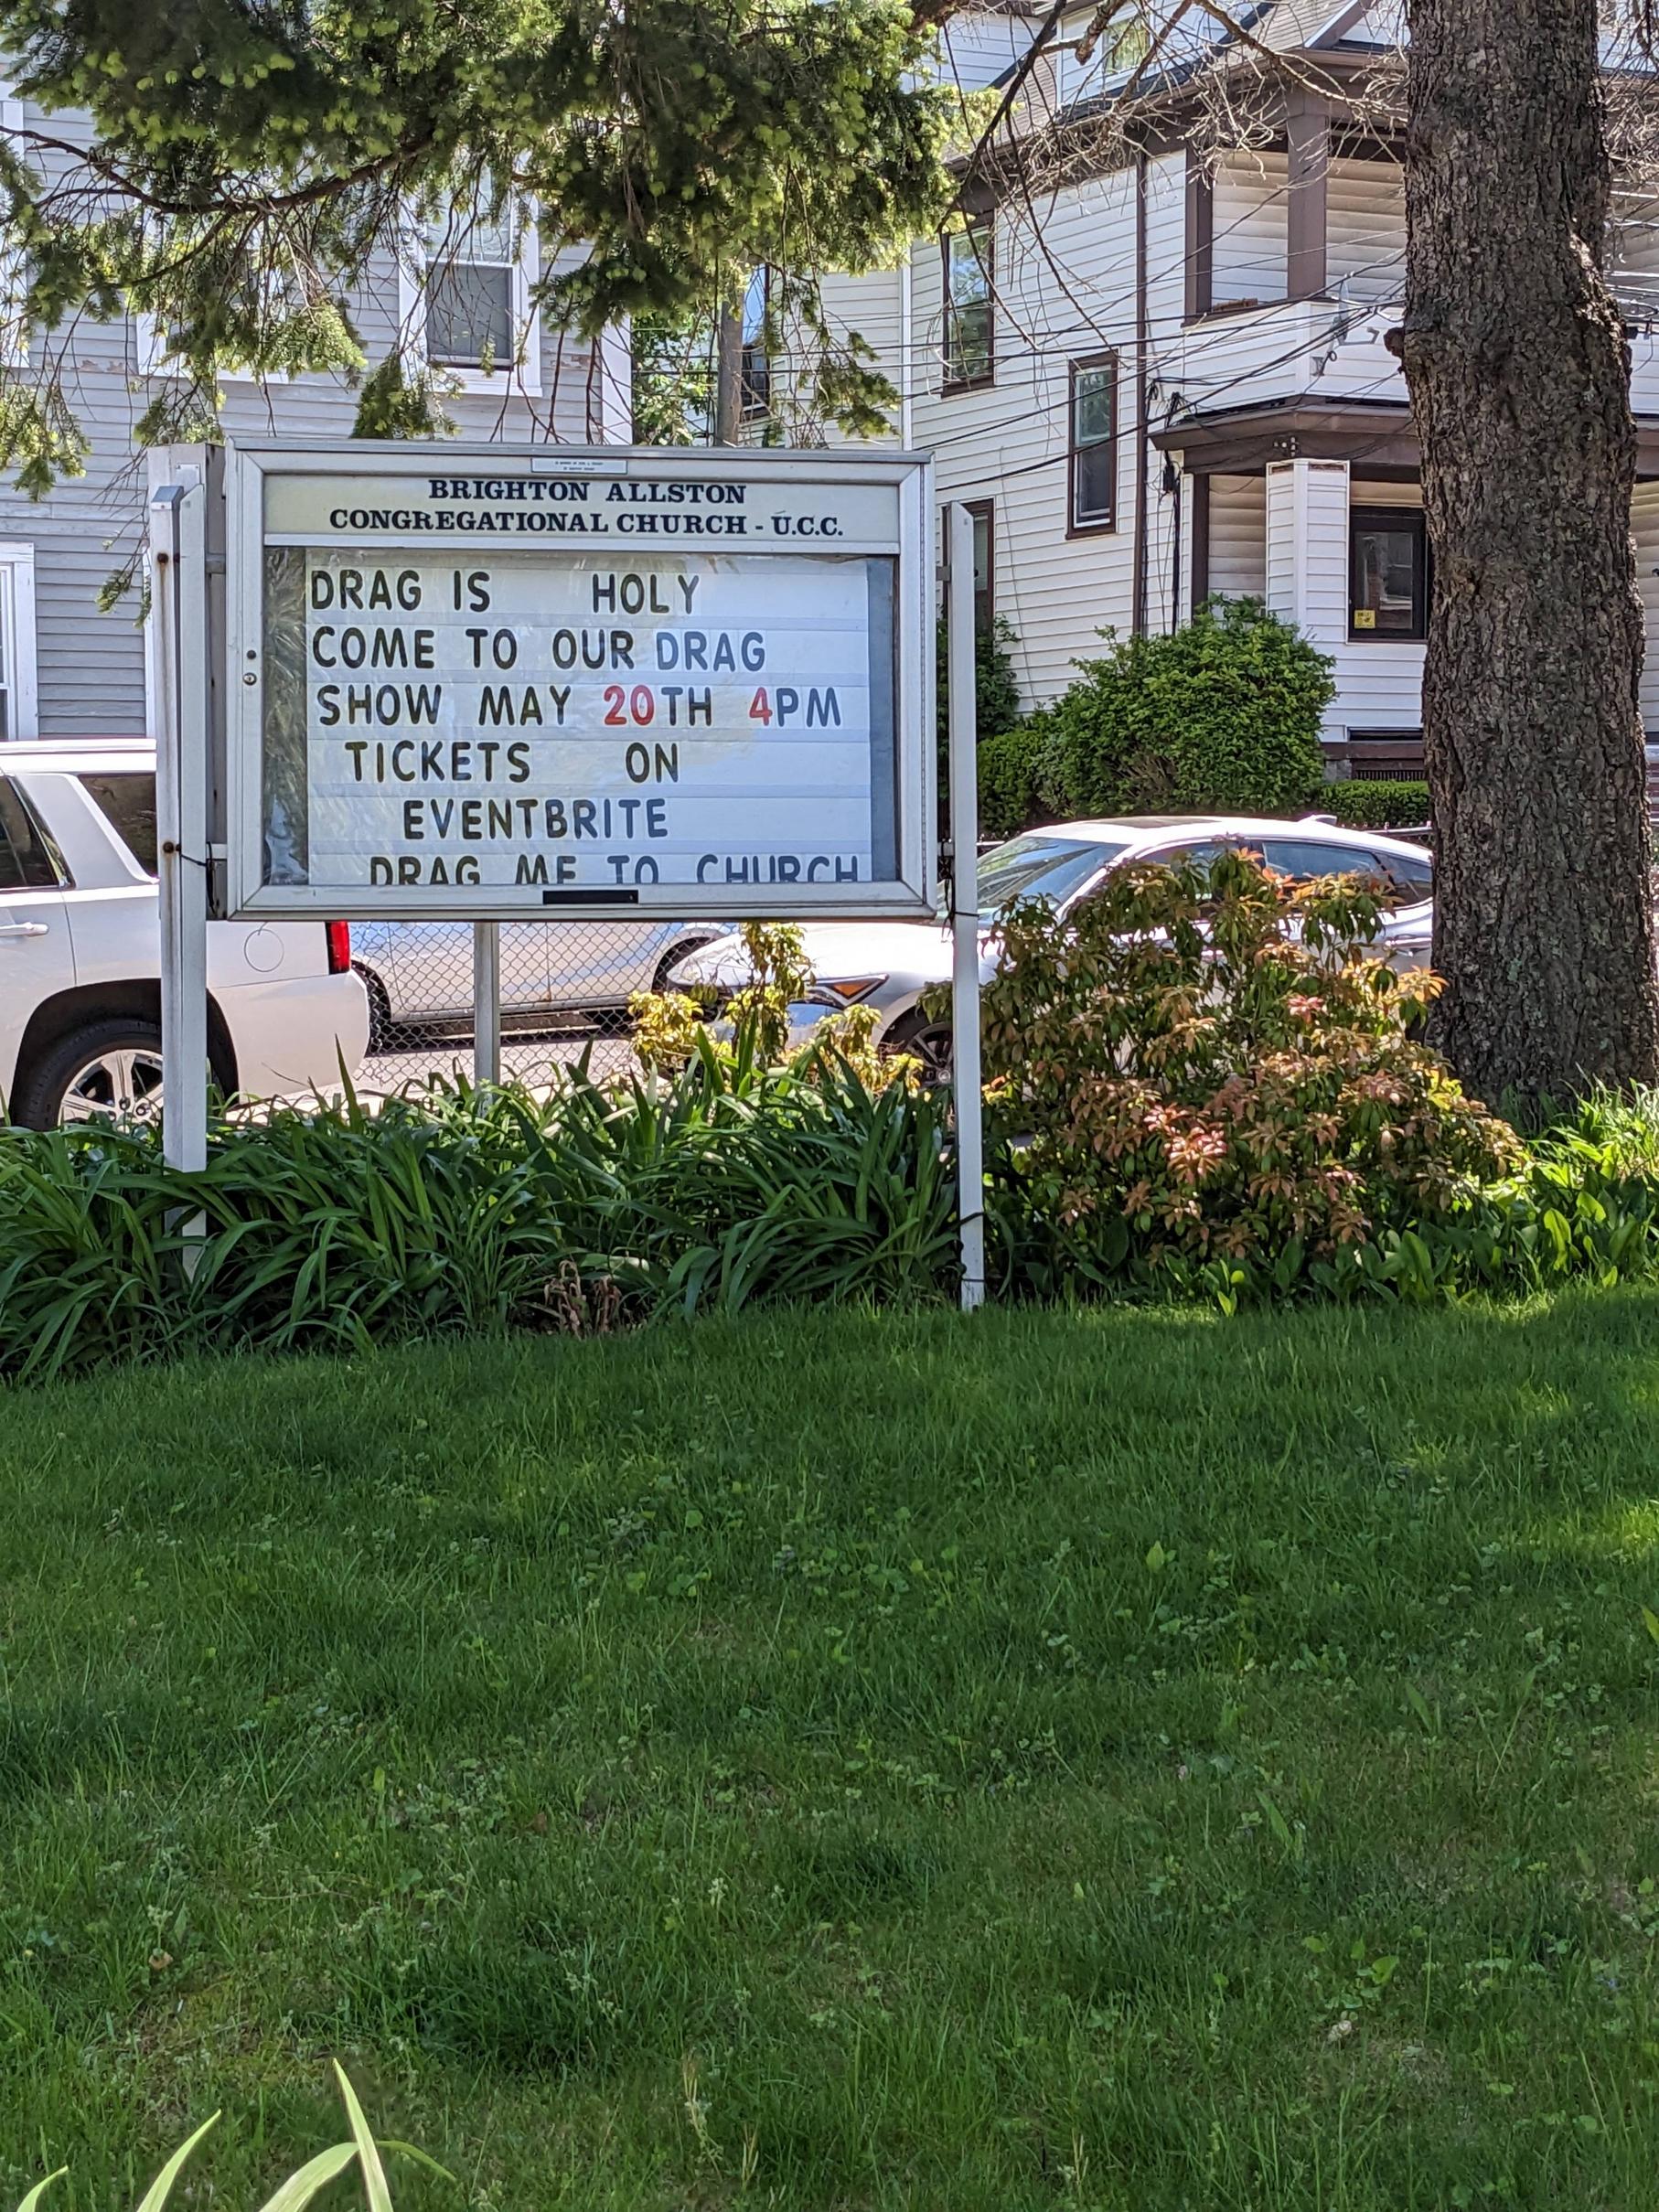 BRIGHTON ALLSTON
CONGREGATIONAL CHURCH - U.C.C.
DRAG IS HOLY
COME TO OUR DRAG
SHOW MAY 20TH 4PM
TICKETS ON
EVENTBRITE
DRAG ME TO CHURCH